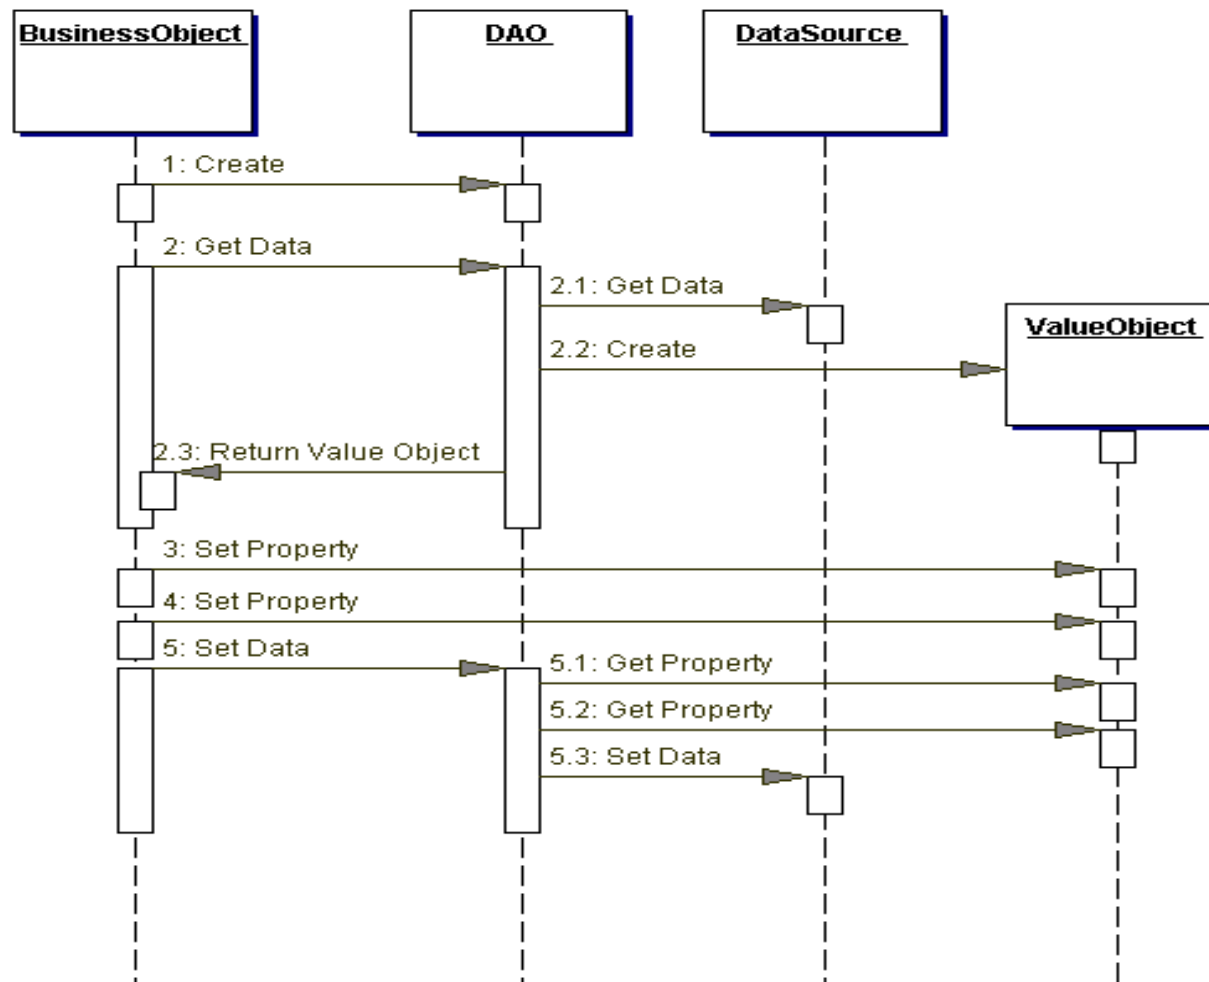 BusinessObject
DAO
DataSource
1: Create
2: Get Data
2.1: Get Data
ValueObject
2.2: Create
2.3: Return Value Object
3: Set Property
4: Set Property
5: Set Data
5.1: Get Property
5.2: Get Property
5.3: Set Data